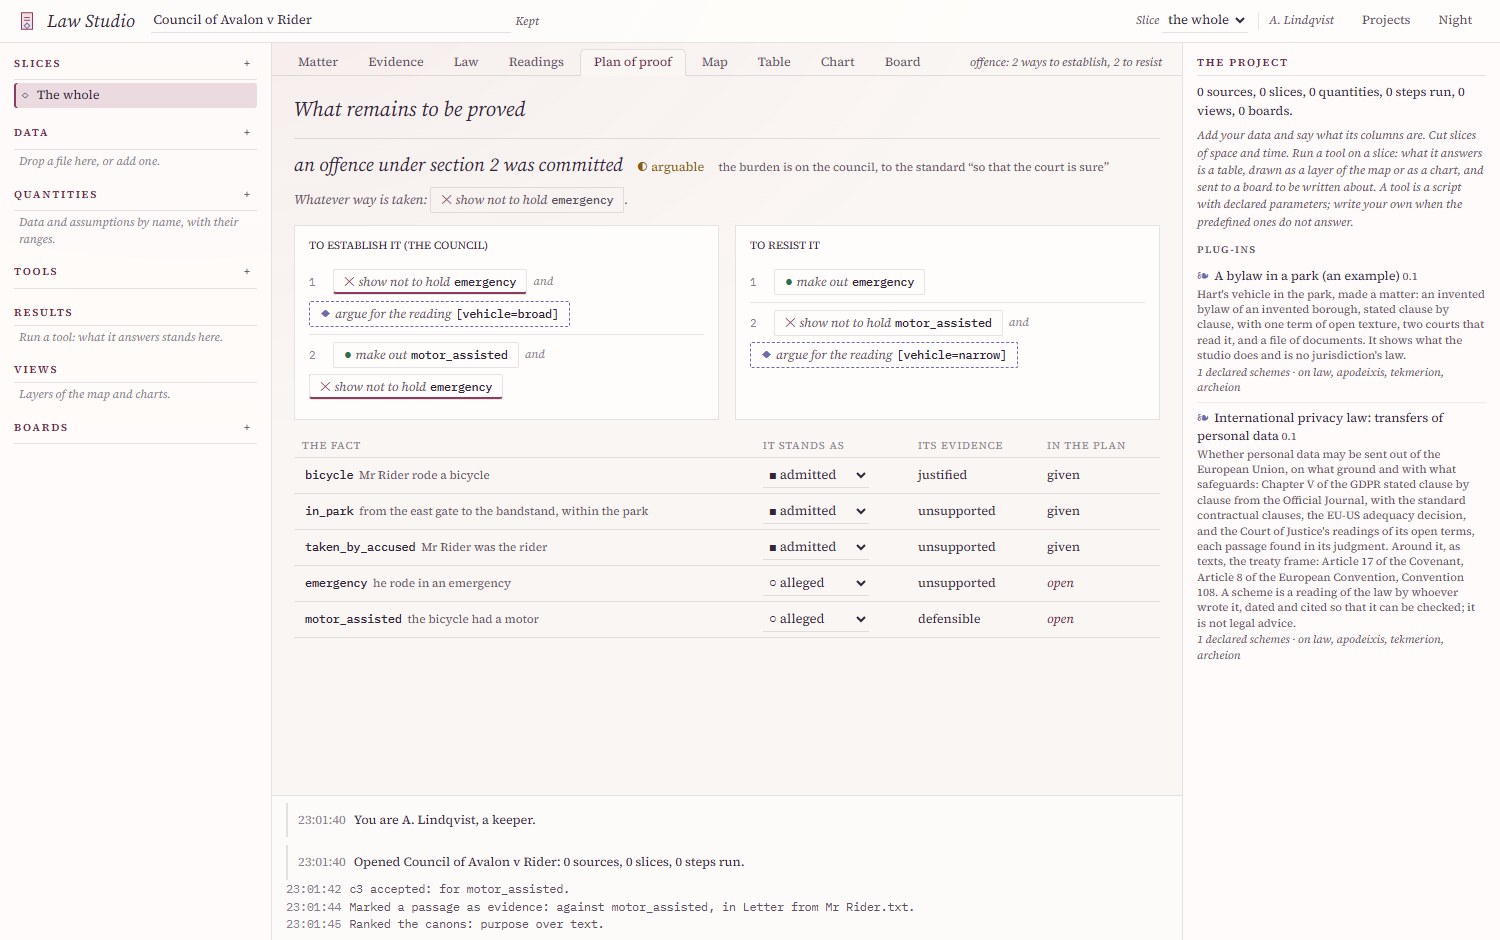 Law Studio Council of Avalon v Rider Kept Slice the whole A. Lindqvist Projects Night
SLICES +
The whole
DATA +
Drop a file here, or add one.
QUANTITIES +
Data and assumptions by name, with their
ranges.
TOOLS +
RESULTS
Run a tool: what it answers stands here.
VIEWS
Layers of the map and charts.
BOARDS +
Matter Evidence Law Readings Plan of proof Map Table Chart Board offence: 2 ways to establish, 2 to resist
What remains to be proved
an offence under section 2 was committed ◐ arguable the burden is on the council, to the standard “so that the court is sure”
Whatever way is taken: ✕ show not to hold emergency .
TO ESTABLISH IT (THE COUNCIL)
1 ✕ show not to hold emergency and
◆ argue for the reading [vehicle=broad]
2 ● make out motor_assisted and
✕ show not to hold emergency
TO RESIST IT
1 ● make out emergency
2 ✕ show not to hold motor_assisted and
◆ argue for the reading [vehicle=narrow]
THE FACT IT STANDS AS ITS EVIDENCE IN THE PLAN
bicycle Mr Rider rode a bicycle ■ admitted justified given
in_park from the east gate to the bandstand, within the park ■ admitted unsupported given
taken_by_accused Mr Rider was the rider ■ admitted unsupported given
emergency he rode in an emergency ○ alleged unsupported open
motor_assisted the bicycle had a motor ○ alleged defensible open
23:01:40 You are A. Lindqvist, a keeper.
23:01:40 Opened Council of Avalon v Rider: 0 sources, 0 slices, 0 steps run.
23:01:42 c3 accepted: for motor_assisted.
23:01:44 Marked a passage as evidence: against motor_assisted, in Letter from Mr Rider.txt.
23:01:45 Ranked the canons: purpose over text.
THE PROJECT
0 sources, 0 slices, 0 quantities, 0 steps run, 0
views, 0 boards.
Add your data and say what its columns are. Cut slices
of space and time. Run a tool on a slice: what it answers
is a table, drawn as a layer of the map or as a chart, and
sent to a board to be written about. A tool is a script
with declared parameters; write your own when the
predefined ones do not answer.
PLUG-INS
❧ A bylaw in a park (an example) 0.1
Hart's vehicle in the park, made a matter: an invented
bylaw of an invented borough, stated clause by
clause, with one term of open texture, two courts that
read it, and a file of documents. It shows what the
studio does and is no jurisdiction's law.
1 declared schemes · on law, apodeixis, tekmerion,
archeion
❧ International privacy law: transfers of
personal data 0.1
Whether personal data may be sent out of the
European Union, on what ground and with what
safeguards: Chapter V of the GDPR stated clause by
clause from the Official Journal, with the standard
contractual clauses, the EU-US adequacy decision,
and the Court of Justice's readings of its open terms,
each passage found in its judgment. Around it, as
texts, the treaty frame: Article 17 of the Covenant,
Article 8 of the European Convention, Convention
108. A scheme is a reading of the law by whoever
wrote it, dated and cited so that it can be checked; it
is not legal advice.
1 declared schemes · on law, apodeixis, tekmerion,
archeion